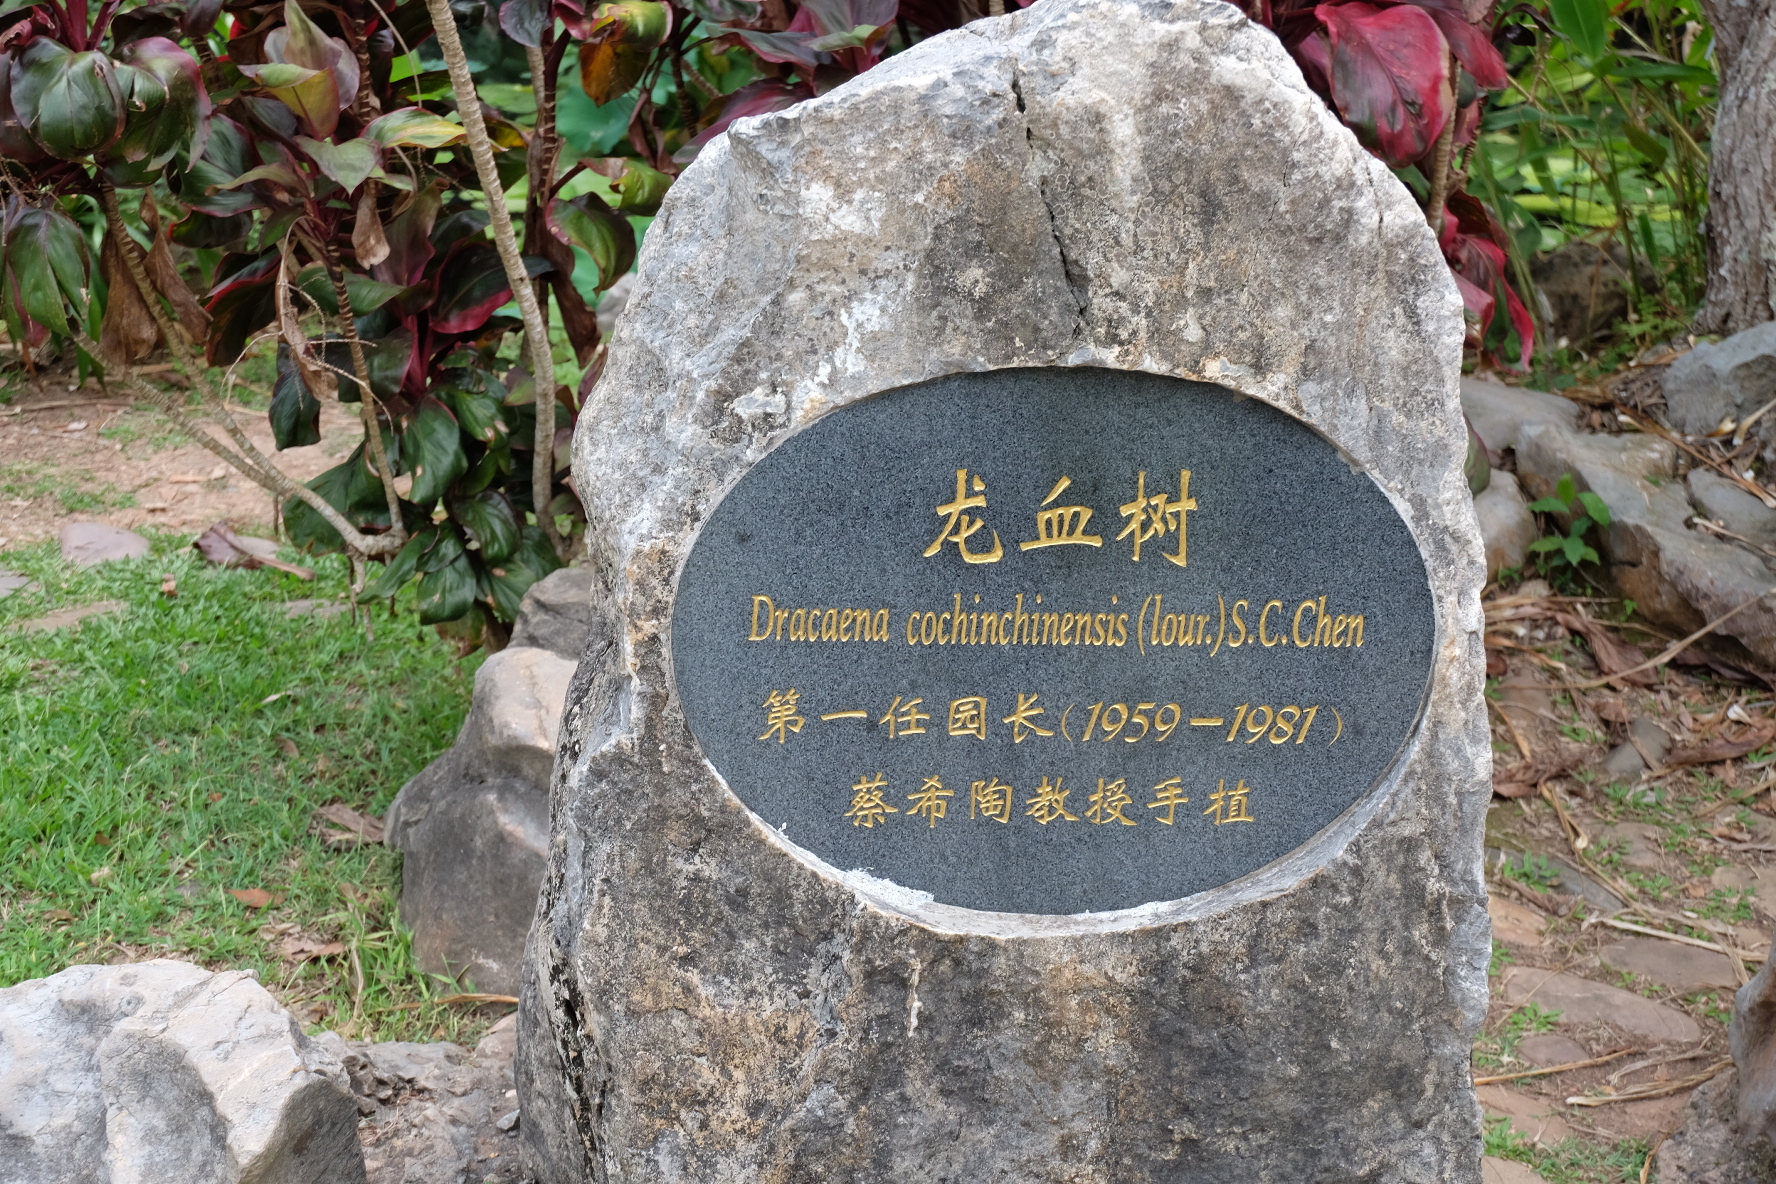 龙血树
Dracaena cochinchinensis (lour.) S.C.Chen
第一任园长(1959-1981)
蔡希陶教授手植